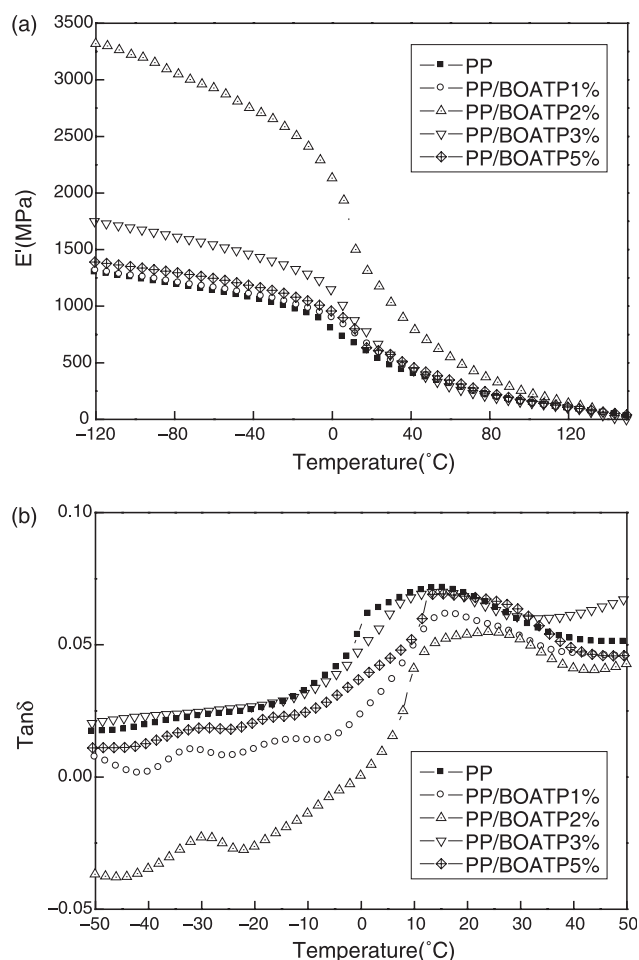 (a)
3500
3000
2500
2000
1500
1000
500
0
E'(MPa)
PP
PP/BOATP1%
PP/BOATP2%
PP/BOATP3%
PP/BOATP5%
−120 −80 −40 0 40 80 120
Temperature(˚C)
(b)
0.10
0.05
0.00
−0.05
Tanδ
PP
PP/BOATP1%
PP/BOATP2%
PP/BOATP3%
PP/BOATP5%
−50 −40 −30 −20 −10 0 10 20 30 40 50
Temperature(˚C)